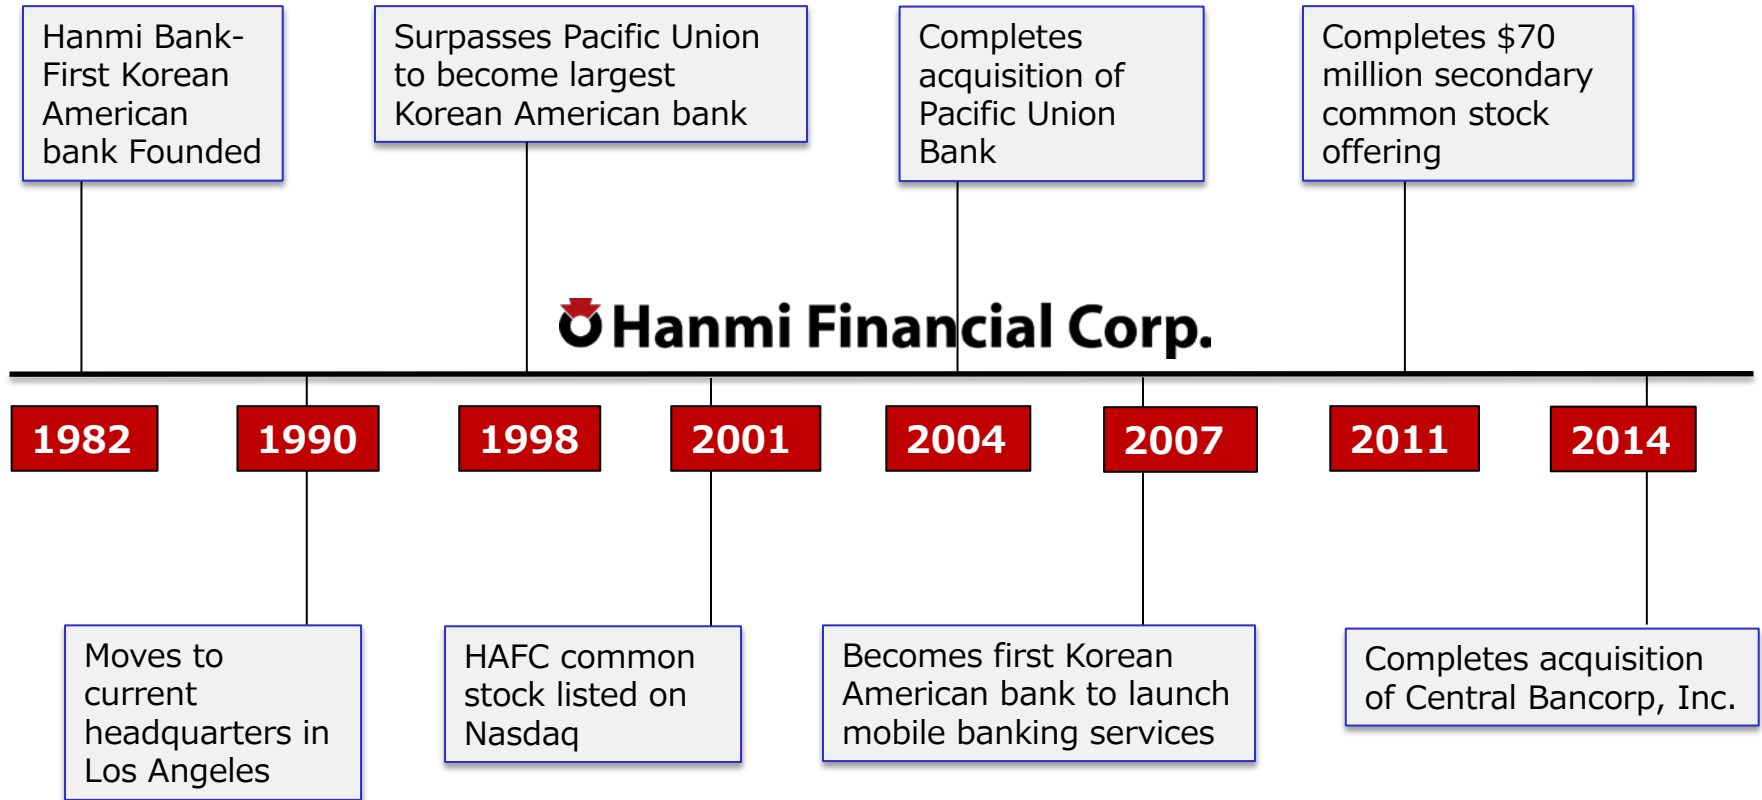 Hanmi Bank-
First Korean
American
bank Founded
Surpasses Pacific Union
to become largest
Korean American bank
Completes
acquisition of
Pacific Union
Bank
Completes $70
million secondary
common stock
offering
Hanmi Financial Corp.
1982
1990
1998
2001
2004
2007
2011
2014
Moves to
current
headquarters in
Los Angeles
HAFC common
stock listed on
Nasdaq
Becomes first Korean
American bank to launch
mobile banking services
Completes acquisition
of Central Bancorp, Inc.